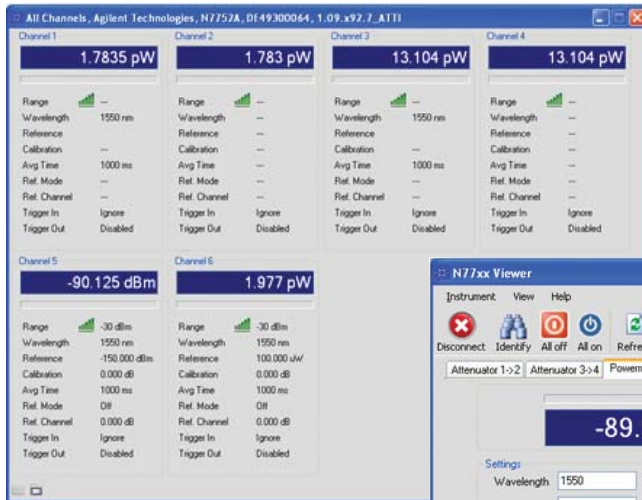 All Channels, Agilent Technologies, N7752A, DE49300064, 1.09.x92.7_ATTI
Channel 1
1.7835 pW
Range --
Wavelength 1550 nm
Reference
Calibration --
Avg Time 1000 ms
Ref. Mode --
Ref. Channel --
Trigger In Ignore
Trigger Out Disabled
Channel 2
1.783 pW
Range --
Wavelength --
Reference
Calibration --
Avg Time --
Ref. Mode --
Ref. Channel --
Trigger In Ignore
Trigger Out Disabled
Channel 3
13.104 pW
Range --
Wavelength 1550 nm
Reference
Calibration --
Avg Time 1000 ms
Ref. Mode --
Ref. Channel --
Trigger In Ignore
Trigger Out Disabled
Channel 4
13.104 pW
Range --
Wavelength --
Reference
Calibration --
Avg Time --
Ref. Mode --
Ref. Channel --
Trigger In Ignore
Trigger Out Disabled
Channel 5
-90.125 dBm
Range -30 dBm
Wavelength 1550 nm
Reference -150.000 dBm
Calibration 0.000 dB
Avg Time 1000 ms
Ref. Mode Off
Ref. Channel 0.000 dB
Trigger In Ignore
Trigger Out Disabled
Channel 6
1.977 pW
Range -30 dBm
Wavelength 1550 nm
Reference 100.000 uW
Calibration 0.000 dB
Avg Time 1000 ms
Ref. Mode Off
Ref. Channel 0.000 dB
Trigger In Ignore
Trigger Out Disabled
N77xx Viewer
Instrument View Help
Disconnect Identify All off All on Refre
Attenuator 1->2 Attenuator 3->4 Powerm
-89.
Settings
Wavelength 1550